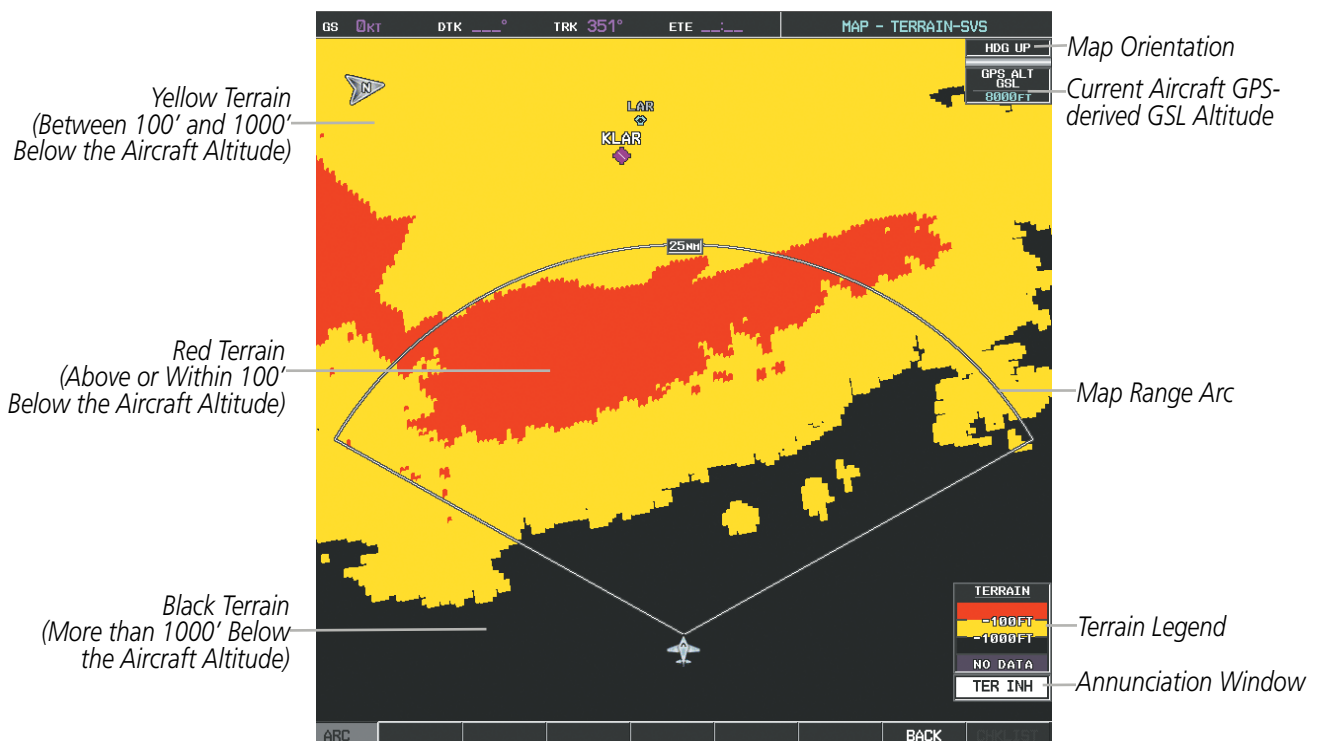 GS 0KT DTK ___° TRK 351° ETE __:__ MAP - TERRAIN-SVS
HDG UP
Map Orientation
GPS ALT
GSL
8000FT
Current Aircraft GPS-
derived GSL Altitude
Yellow Terrain
(Between 100’ and 1000’
Below the Aircraft Altitude)
N
LAR
KLAR
25NM
Red Terrain
(Above or Within 100’
Below the Aircraft Altitude)
Map Range Arc
Black Terrain
(More than 1000’ Below
the Aircraft Altitude)
TERRAIN
-100FT
-1000FT
NO DATA
Terrain Legend
TER INH
Annunciation Window
ARC BACK CHKLIST